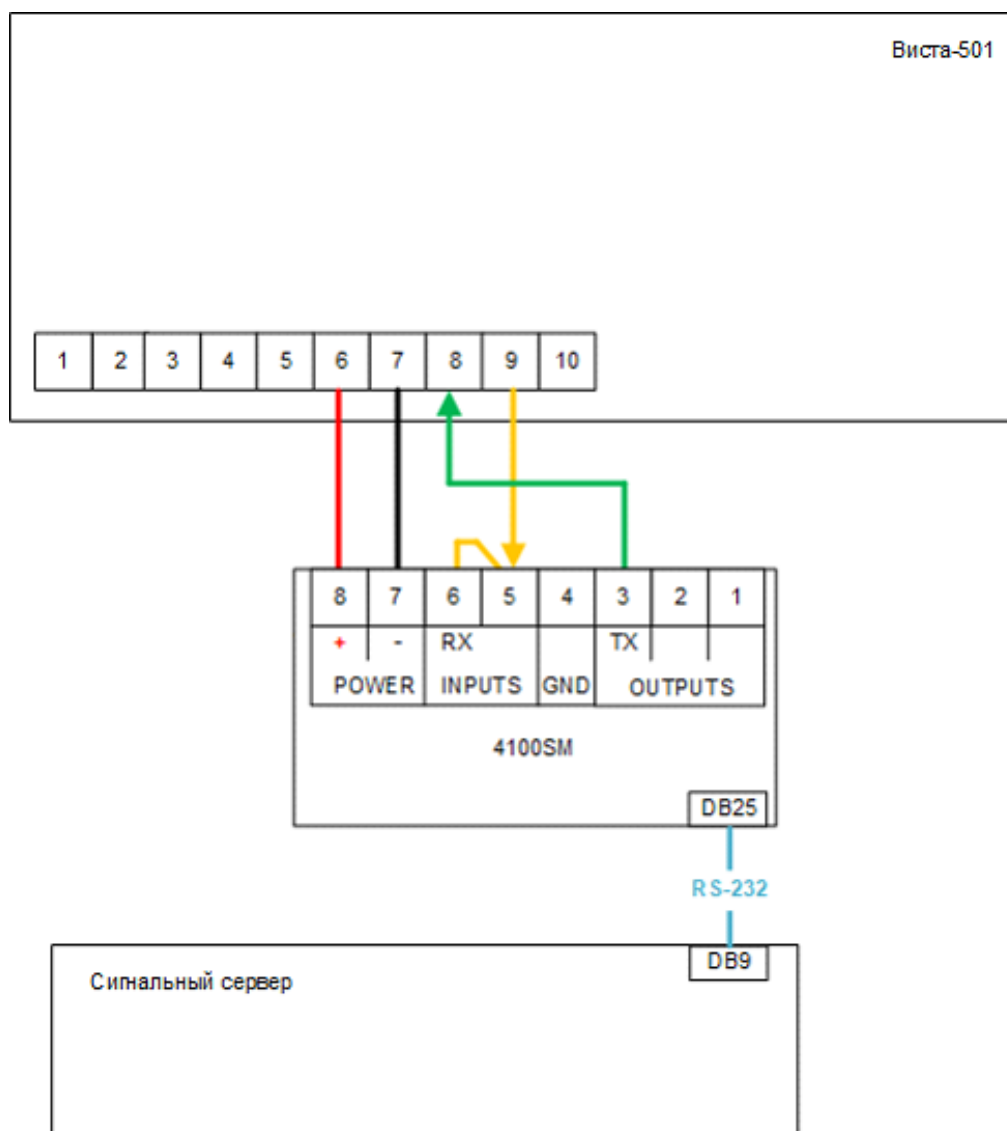 Виста-501
1 2 3 4 5 6 7 8 9 10
8 7 6 5 4 3 2 1
+ - RX TX
POWER INPUTS GND OUTPUTS
4100SM
DB25
RS-232
DB9
Сигнальный сервер